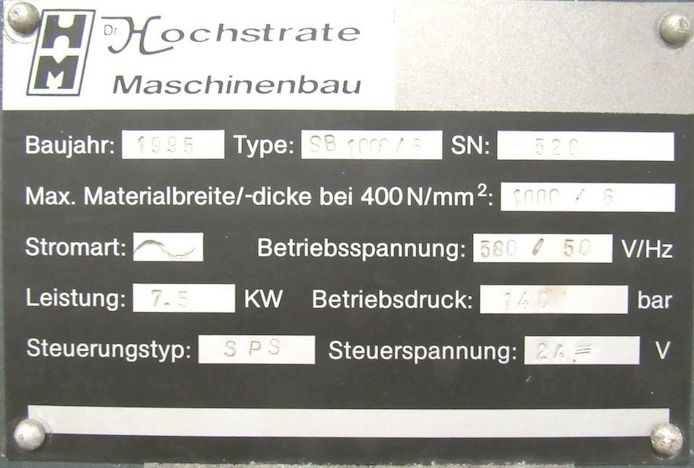 HM
Dr. Hochstrate
Maschinenbau
Baujahr: 1995 Type: SB 1000/6 SN: 328
Max. Materialbreite/-dicke bei 400 N/mm²: 1000 / 6
Stromart: ~ Betriebsspannung: 380 / 50 V/Hz
Leistung: 7.5 KW Betriebsdruck: 140 bar
Steuerungstyp: SPS Steuerspannung: 24 = V